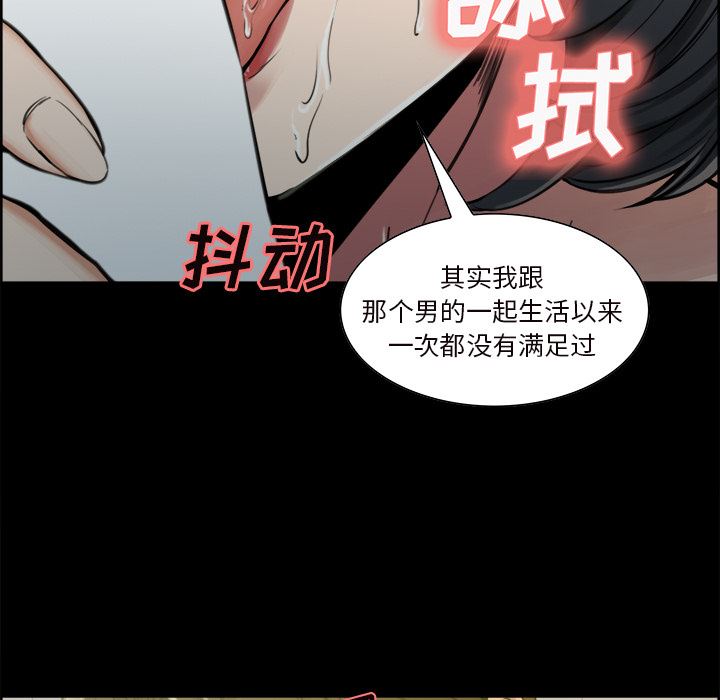 拭
抖动
其实我跟
那个男的一起生活以来
一次都没有满足过